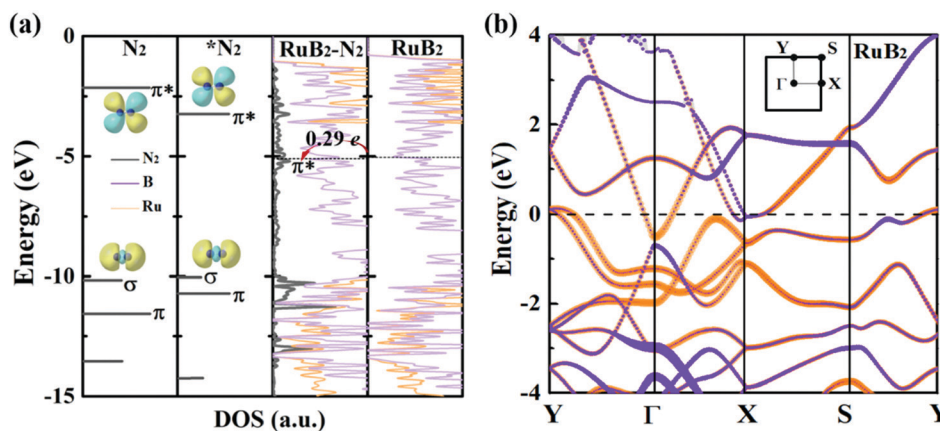 (a)
N₂
*N₂
RuB₂-N₂
RuB₂
0
-5
-10
-15
Energy (eV)
π*
N₂
B
Ru
σ
π
π*
σ
π
0.29 e
π*
DOS (a.u.)
(b)
4
2
0
-2
-4
Energy (eV)
Y
S
Γ
X
RuB₂
Y
Γ
X
S
Y